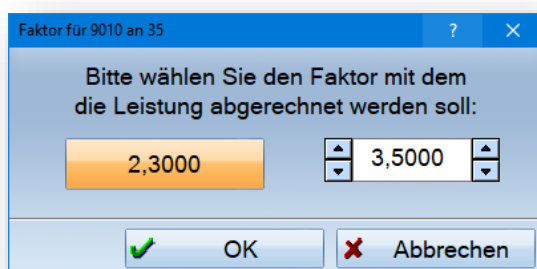 Faktor für 9010 an 35 ? ×
Bitte wählen Sie den Faktor mit dem
die Leistung abgerechnet werden soll:
2,3000 3,5000
OK Abbrechen